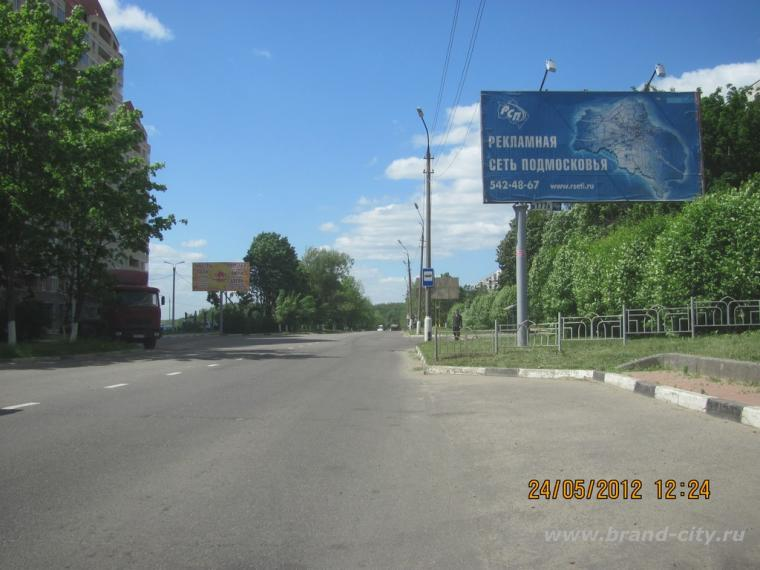 РСП
РЕКЛАМНАЯ
СЕТЬ ПОДМОСКОВЬЯ
542-48-67 www.rseti.ru
24/05/2012 12:24
www.brand-city.ru